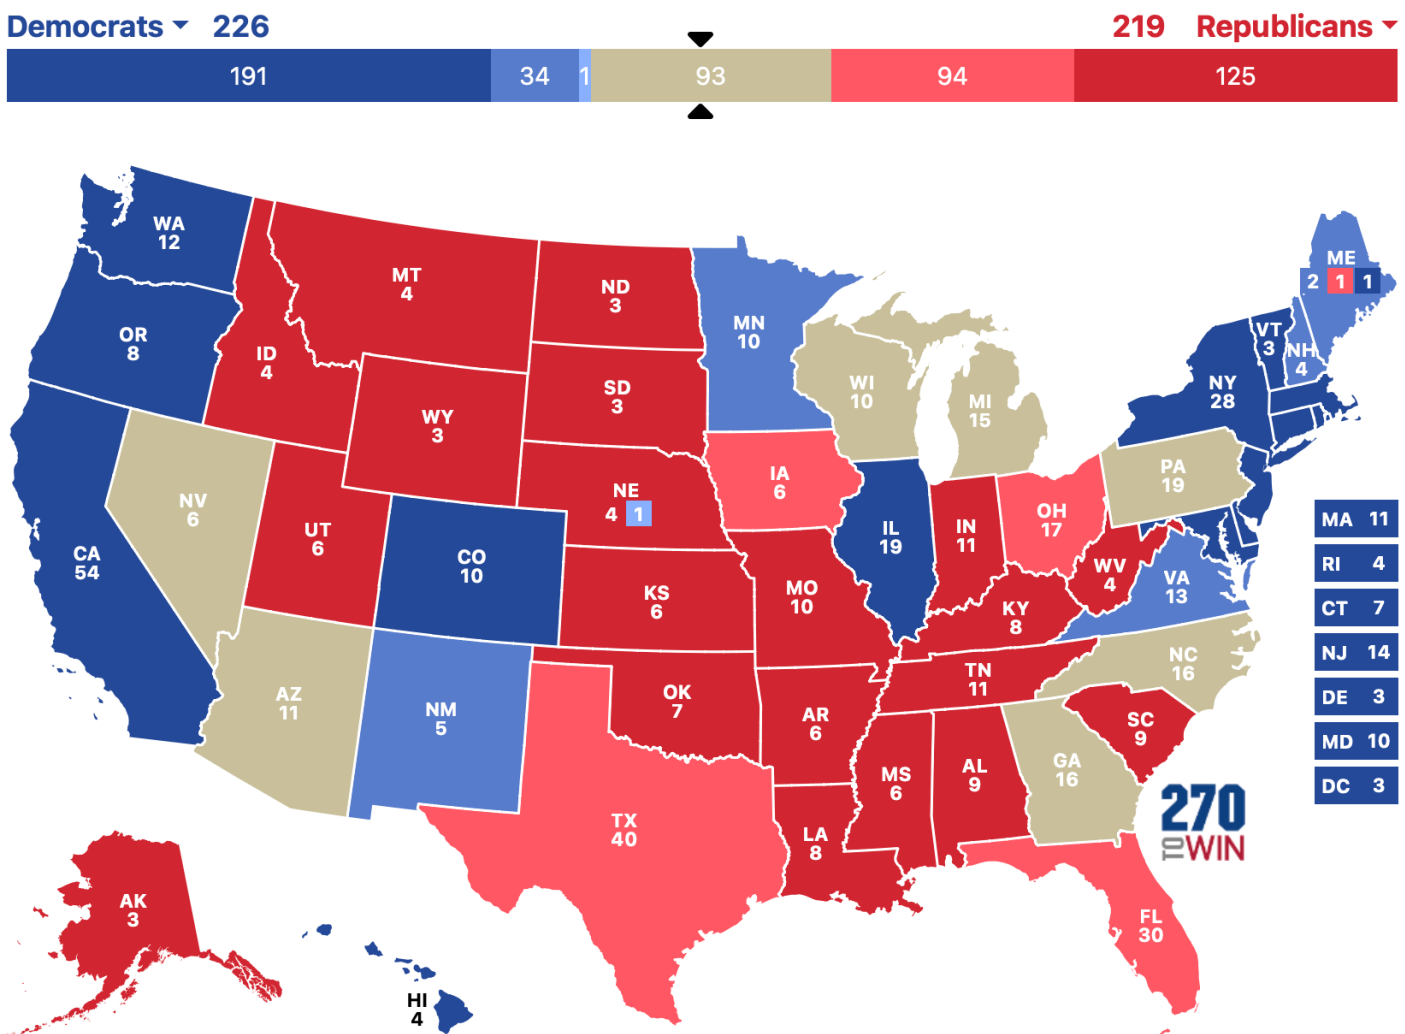 Democrats 226
219 Republicans
191 34 1 93 94 125
WA
12
OR
8
CA
54
NV
6
ID
4
MT
4
WY
3
UT
6
CO
10
AZ
11
NM
5
ND
3
SD
3
NE
4 1
KS
6
OK
7
TX
40
MN
10
IA
6
MO
10
AR
6
LA
8
WI
10
IL
19
MS
6
MI
15
IN
11
KY
8
TN
11
AL
9
OH
17
WV
4
GA
16
FL
30
SC
9
NC
16
VA
13
PA
19
NY
28
VT
3
NH
4
ME
2 1 1
MA 11
RI 4
CT 7
NJ 14
DE 3
MD 10
DC 3
AK
3
HI
4
270
TO WIN